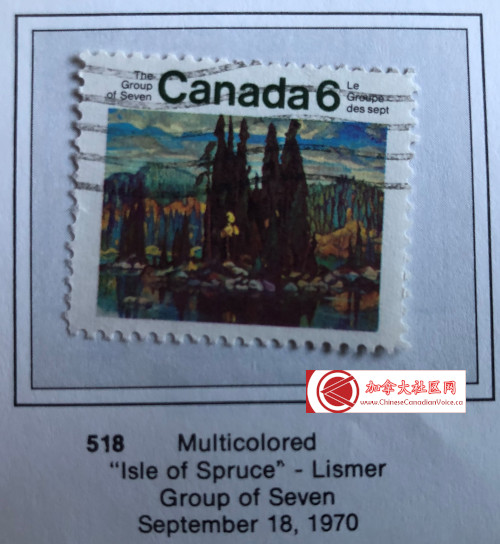 The
Group
of Seven
Canada 6
Le
Groupe
des sept
加拿大社区网
www.ChineseCanadianVoice.ca
518 Multicolored
"Isle of Spruce" - Lismer
Group of Seven
September 18, 1970